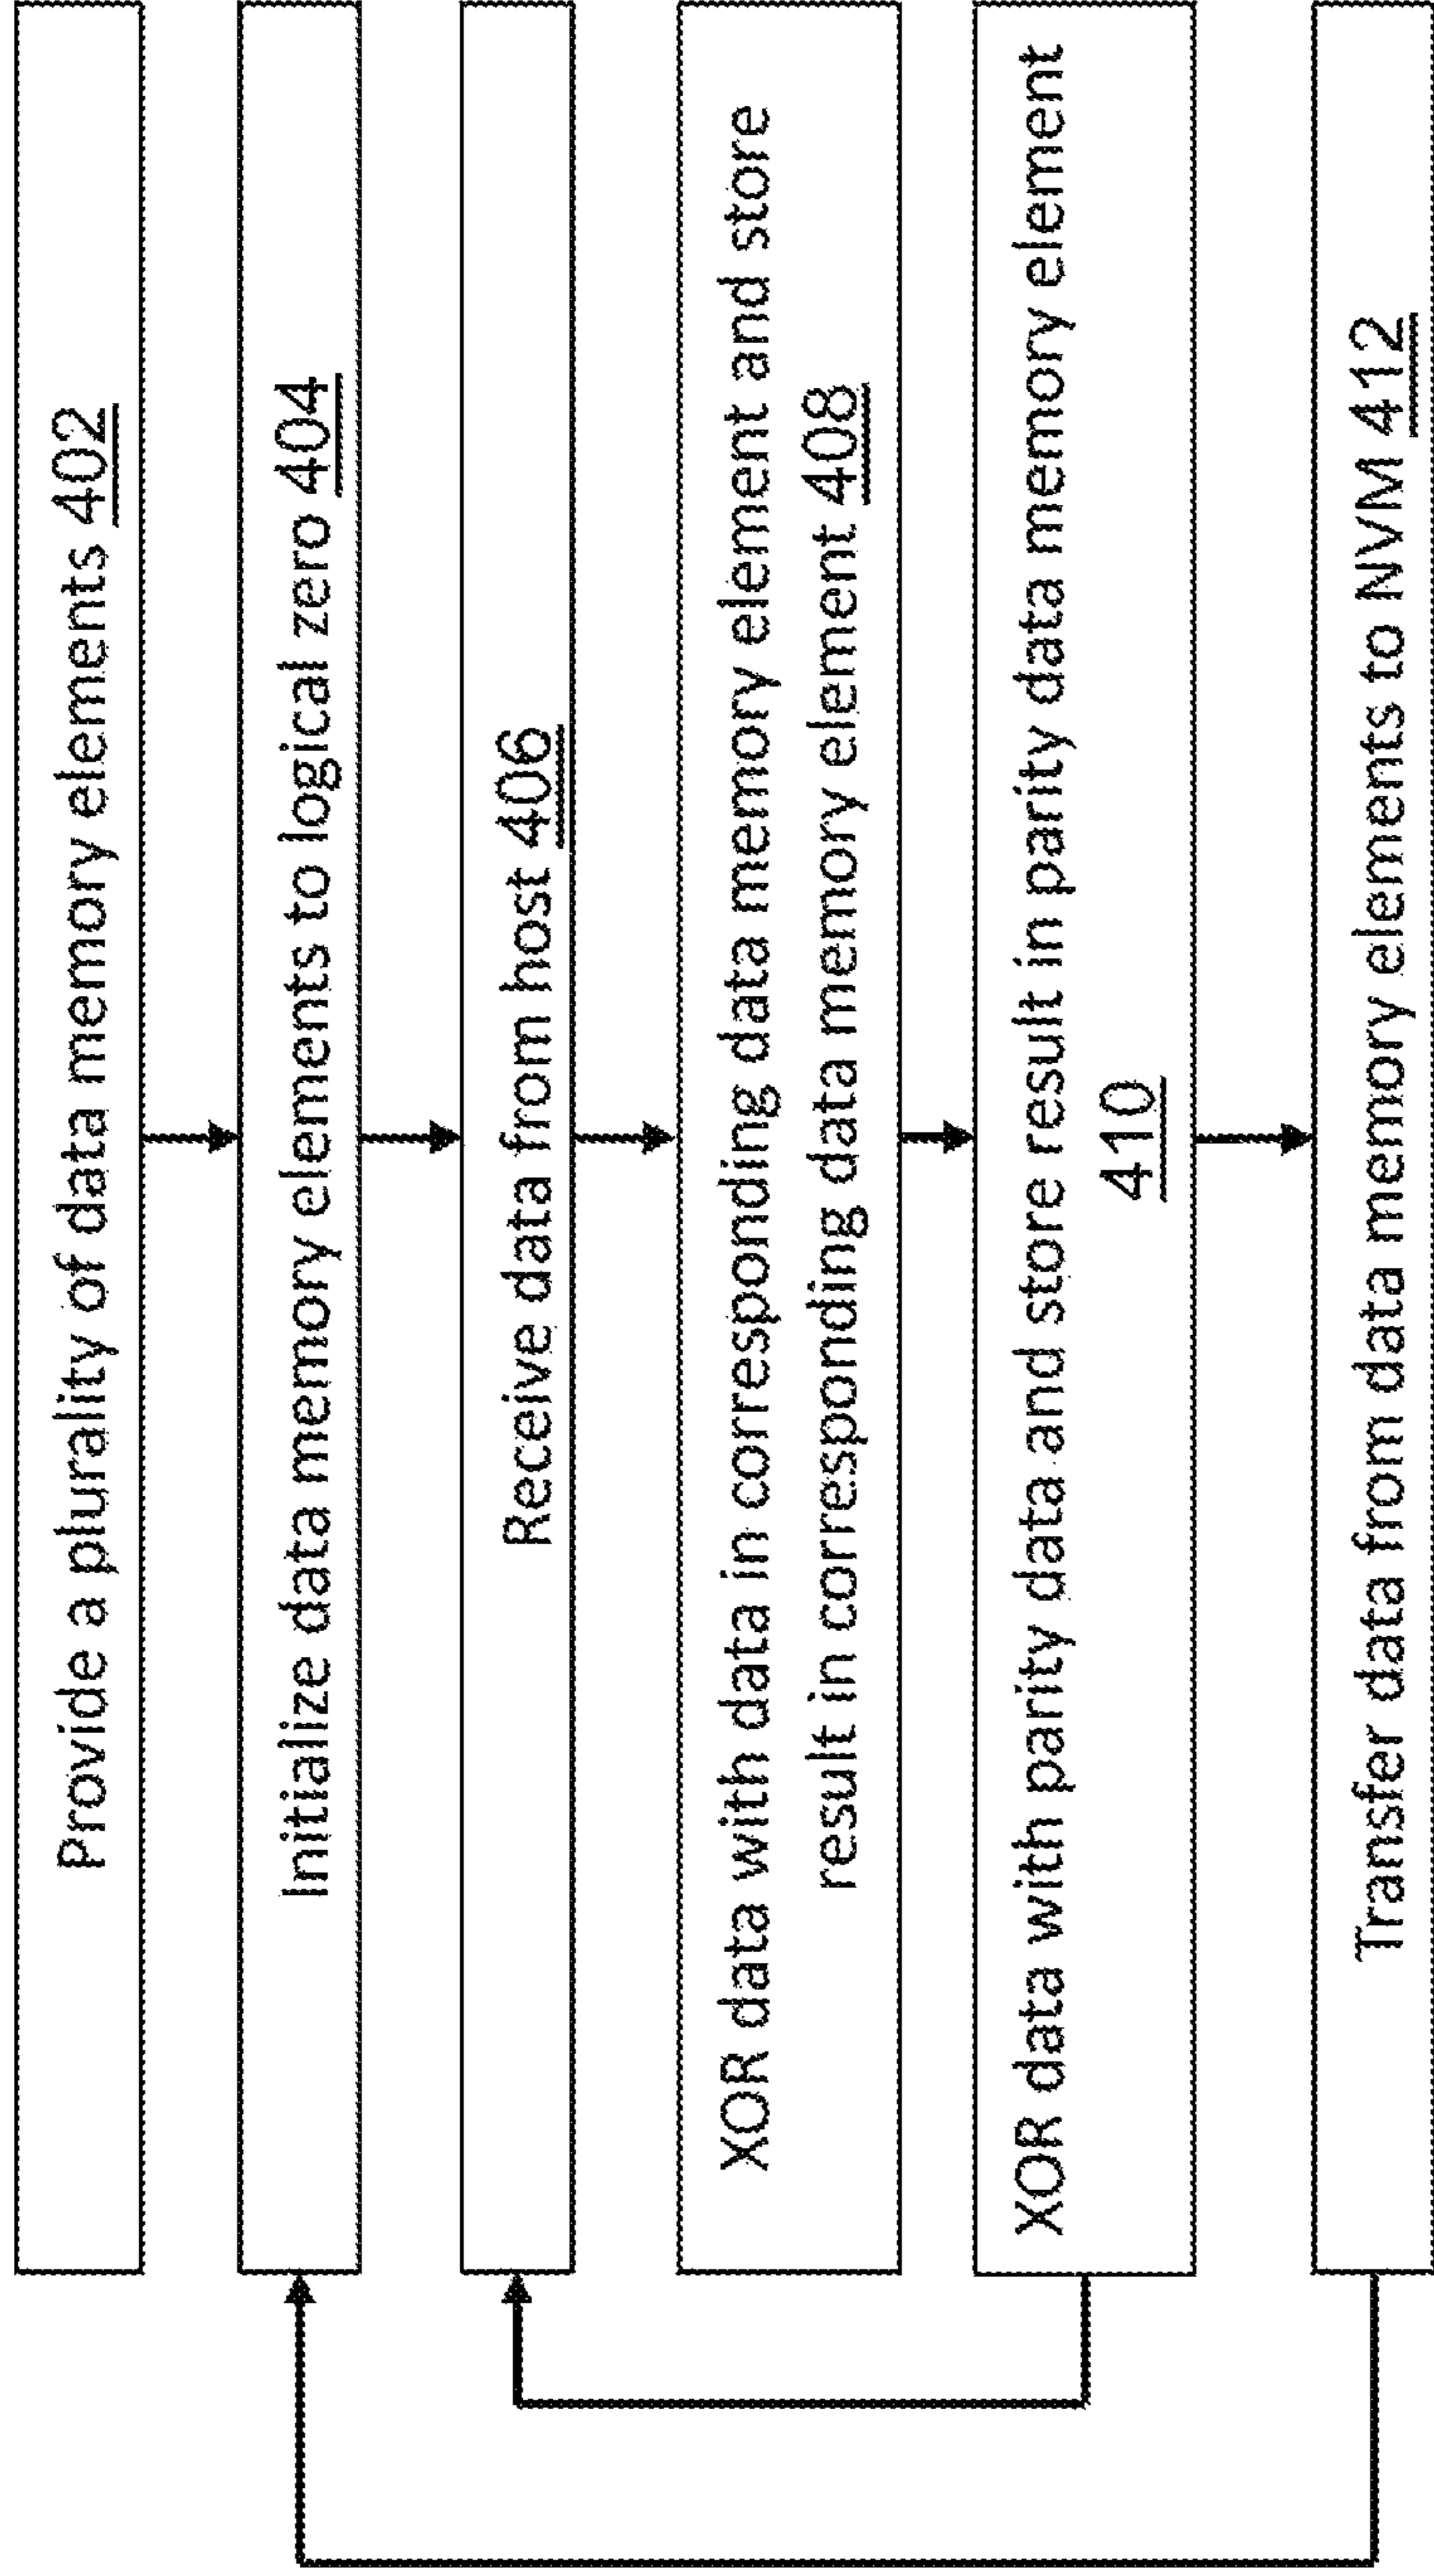 Provide a plurality of data memory elements 402
Initialize data memory elements to logical zero 404
Receive data from host 406
XOR data with data in corresponding data memory element and store
result in corresponding data memory element 408
XOR data with parity data and store result in parity data memory element
410
Transfer data from data memory elements to NVM 412